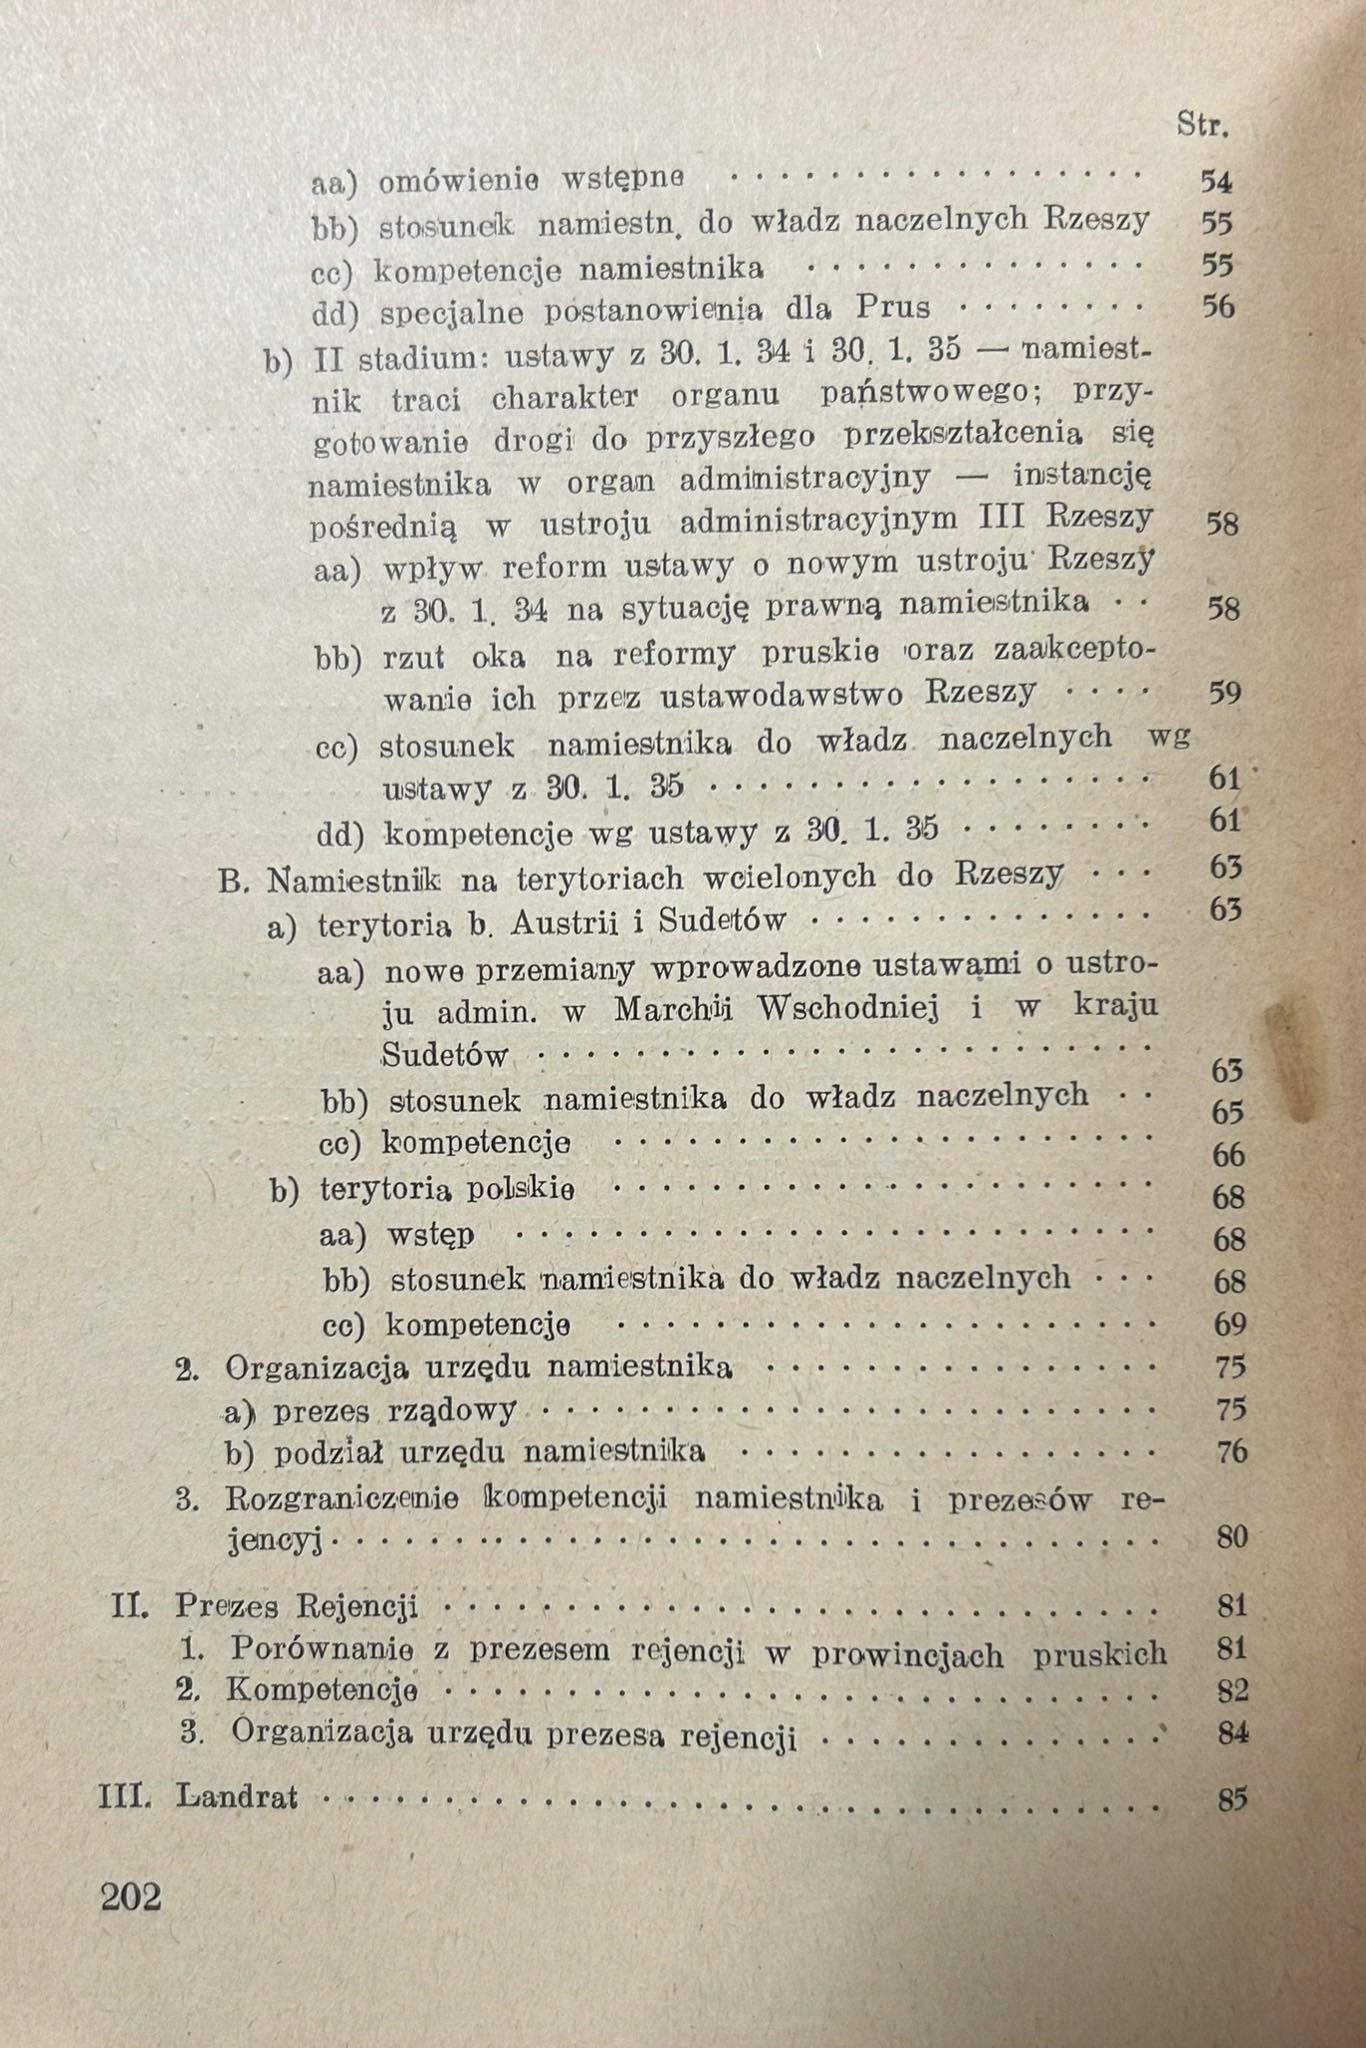 Str.
aa) omówienie wstępne . . . . . . . . . . . . . . . . . 54
bb) stosunek namiestn. do władz naczelnych Rzeszy 55
cc) kompetencje namiestnika . . . . . . . . . . . . . . 55
dd) specjalne postanowienia dla Prus . . . . . . . . 56
b) II stadium: ustawy z 30. 1. 34 i 30. 1. 35 — namiest-
nik traci charakter organu państwowego; przy-
gotowanie drogi do przyszłego przekształcenia się
namiestnika w organ administracyjny — instancję
pośrednią w ustroju administracyjnym III Rzeszy 58
aa) wpływ reform ustawy o nowym ustroju Rzeszy
z 30. 1. 34 na sytuację prawną namiestnika . . 58
bb) rzut oka na reformy pruskie oraz zaakcepto-
wanie ich przez ustawodawstwo Rzeszy . . . . 59
cc) stosunek namiestnika do władz naczelnych wg
ustawy z 30. 1. 35 . . . . . . . . . . . . . . . . . . 61
dd) kompetencje wg ustawy z 30. 1. 35 . . . . . . . . 61
B. Namiestnik na terytoriach wcielonych do Rzeszy . . . 63
a) terytoria b. Austrii i Sudetów . . . . . . . . . . . . . . 63
aa) nowe przemiany wprowadzone ustawami o ustro-
ju admin. w Marchii Wschodniej i w kraju
Sudetów . . . . . . . . . . . . . . . . . . . . . . . . . 63
bb) stosunek namiestnika do władz naczelnych . . 65
cc) kompetencje . . . . . . . . . . . . . . . . . . . . . . 66
b) terytoria polskie . . . . . . . . . . . . . . . . . . . . . . 68
aa) wstęp . . . . . . . . . . . . . . . . . . . . . . . . . . 68
bb) stosunek namiestnika do władz naczelnych . . . 68
cc) kompetencje . . . . . . . . . . . . . . . . . . . . . . 69
2. Organizacja urzędu namiestnika . . . . . . . . . . . . . . . . 75
a) prezes rządowy . . . . . . . . . . . . . . . . . . . . . . . . . 75
b) podział urzędu namiestnika . . . . . . . . . . . . . . . . . 76
3. Rozgraniczenie kompetencji namiestnika i prezesów re-
jencyj . . . . . . . . . . . . . . . . . . . . . . . . . . . . . . . . . . 80
II. Prezes Rejencji . . . . . . . . . . . . . . . . . . . . . . . . . . . . . 81
1. Porównanie z prezesem rejencji w prowincjach pruskich 81
2. Kompetencje . . . . . . . . . . . . . . . . . . . . . . . . . . . . . 82
3. Organizacja urzędu prezesa rejencji . . . . . . . . . . . . . . 84
III. Landrat . . . . . . . . . . . . . . . . . . . . . . . . . . . . . . . . . . 85
202